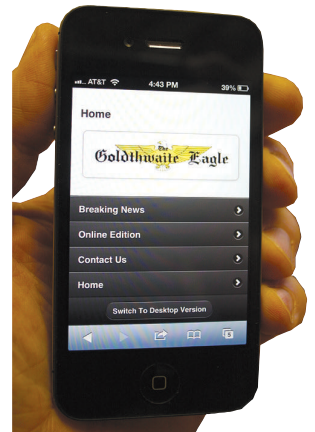 AT&T 4:43 PM 39%
Home
The
Goldthwaite Eagle
Breaking News
Online Edition
Contact Us
Home
Switch To Desktop Version
5